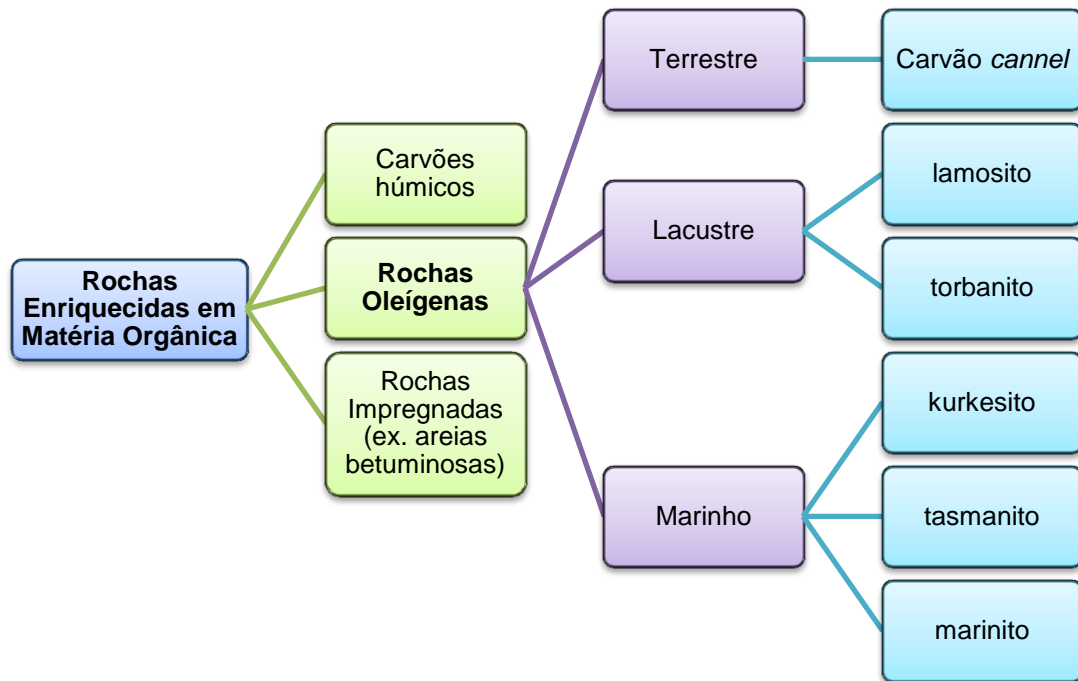 Rochas
Enriquecidas em
Matéria Orgânica
Carvões
húmicos
Rochas
Oleígenas
Rochas
Impregnadas
(ex. areias
betuminosas)
Terrestre
Lacustre
Marinho
Carvão cannel
lamosito
torbanito
kurkesito
tasmanito
marinito